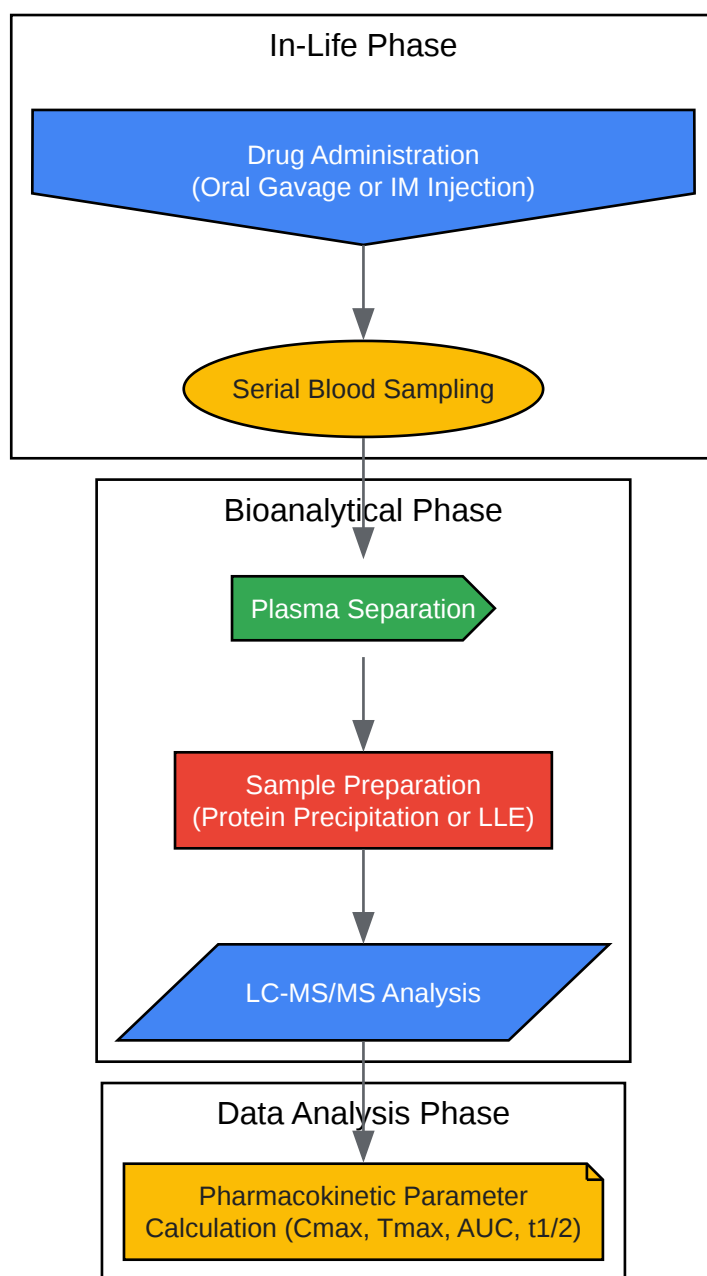 In-Life Phase
Drug Administration
(Oral Gavage or IM Injection)
Serial Blood Sampling
Bioanalytical Phase
Plasma Separation
Sample Preparation
(Protein Precipitation or LLE)
LC-MS/MS Analysis
Data Analysis Phase
Pharmacokinetic Parameter
Calculation (Cmax, Tmax, AUC, t1/2)